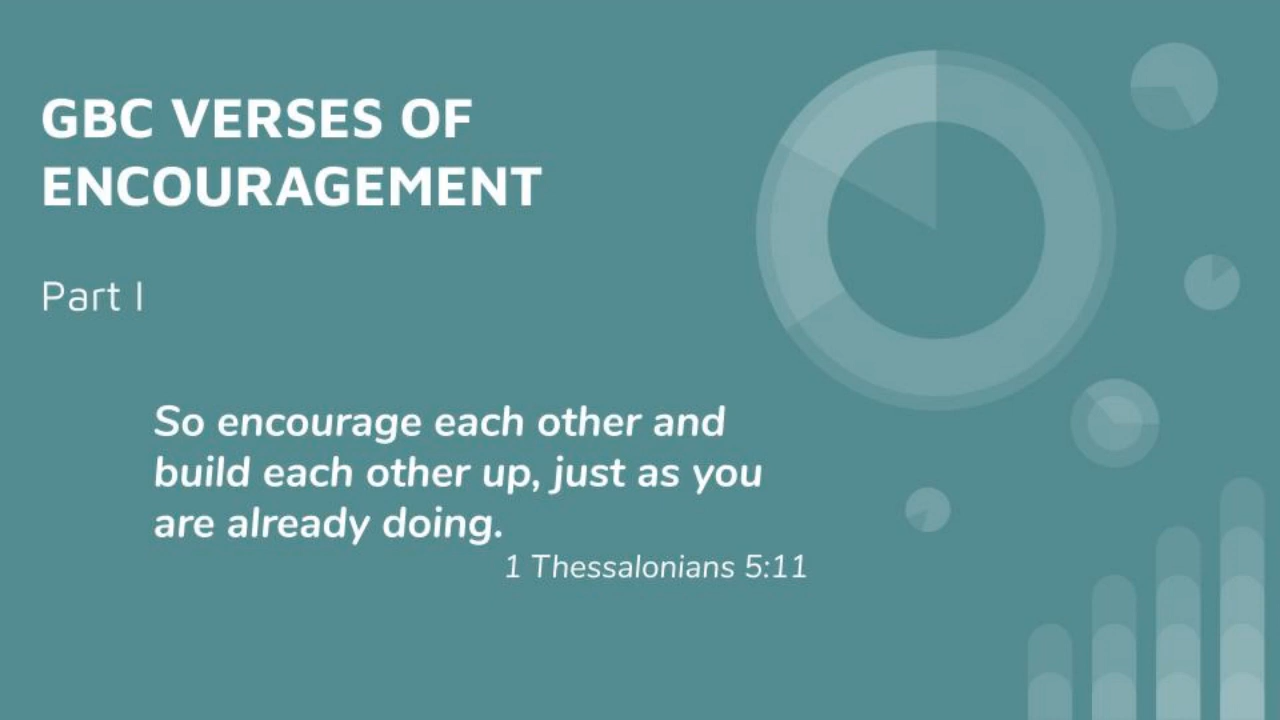 GBC VERSES OF
ENCOURAGEMENT
Part I
So encourage each other and
build each other up, just as you
are already doing.
1 Thessalonians 5:11